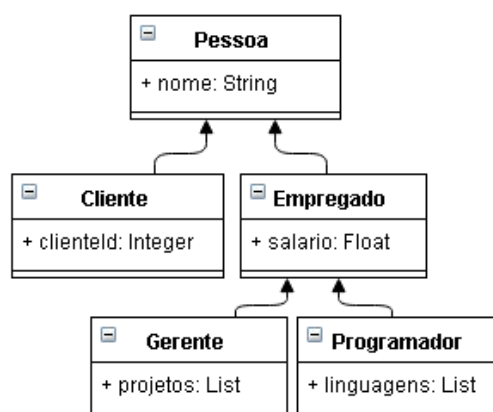 Pessoa
+ nome: String
Cliente
+ clienteId: Integer
Empregado
+ salario: Float
Gerente
+ projetos: List
Programador
+ linguagens: List